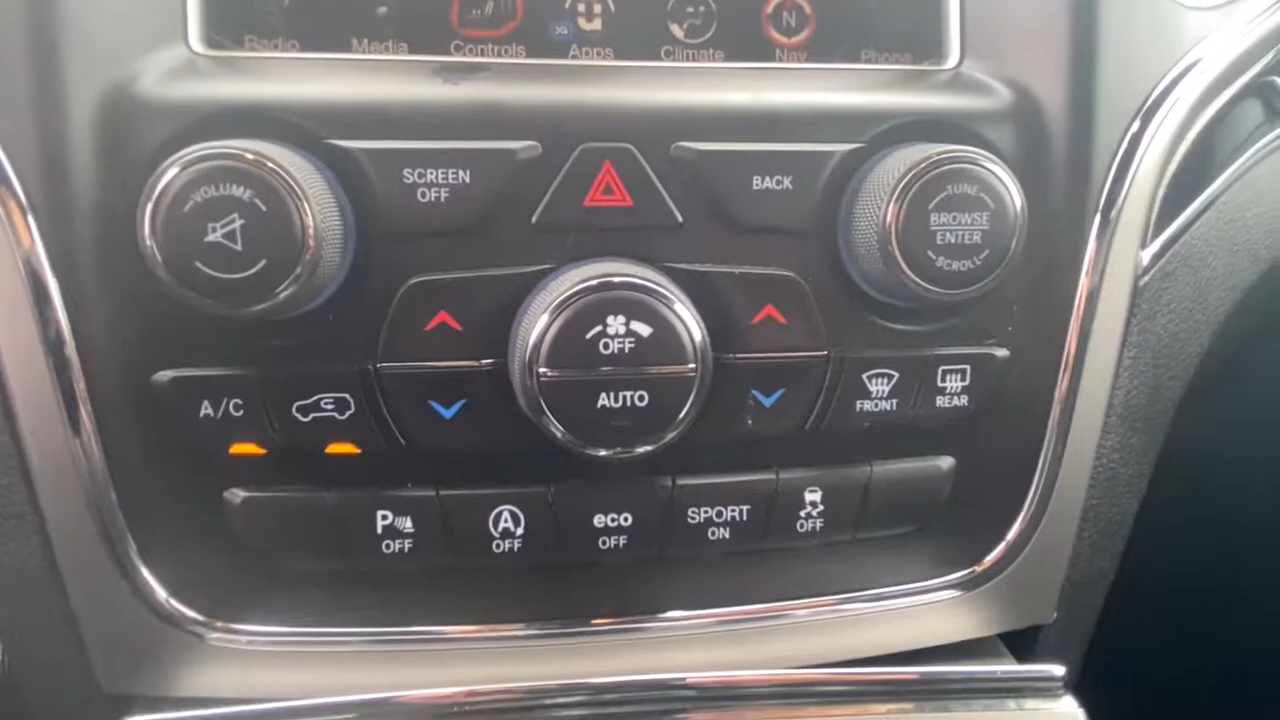 Radio Media Controls 3G Apps Climate N Nav Phone
VOLUME
SCREEN
OFF
BACK
TUNE
BROWSE
ENTER
SCROLL
OFF
AUTO
A/C
FRONT
REAR
P
OFF
A
OFF
eco
OFF
SPORT
ON
OFF